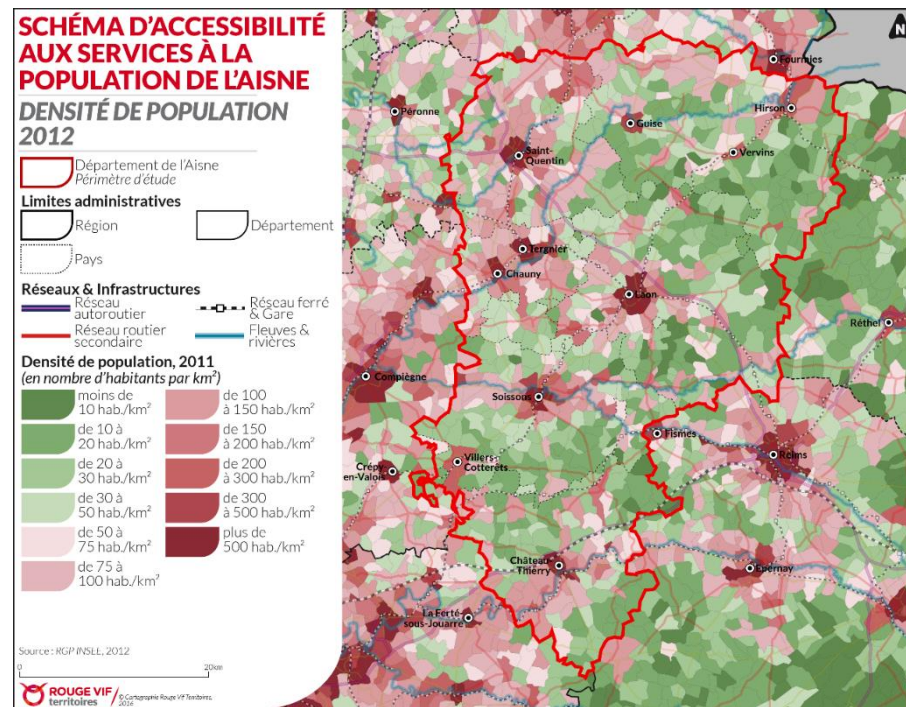 SCHÉMA D'ACCESSIBILITÉ
AUX SERVICES À LA
POPULATION DE L'AISNE
DENSITÉ DE POPULATION
2012
Département de l'Aisne
Périmètre d'étude
Limites administratives
Région
Département
Pays
Réseaux & Infrastructures
Réseau
autoroutier
Réseau ferré
& Gare
Réseau routier
secondaire
Fleuves &
rivières
Densité de population, 2011
(en nombre d'habitants par km²)
moins de
10 hab./km²
de 10 à
20 hab./km²
de 20 à
30 hab./km²
de 30 à
50 hab./km²
de 50 à
75 hab./km²
de 75 à
100 hab./km²
de 100
à 150 hab./km²
de 150
à 200 hab./km²
de 200
à 300 hab./km²
de 300
à 500 hab./km²
plus de
500 hab./km²
Source : RGP INSEE, 2012
0
20km
ROUGE VIF
territoires
© Cartographie Rouge Vif Territoires,
2016
N
Fourmies
Péronne
Hirson
Guise
Saint-
Quentin
Vervins
Tergnier
Chauny
Laon
Réthel
Compiègne
Soissous
Fismes
Reims
Villers-
Cotterêts
Crépy-
en-Valois
Château-
Thierry
Epernay
La Ferté-
sous-Jouarre